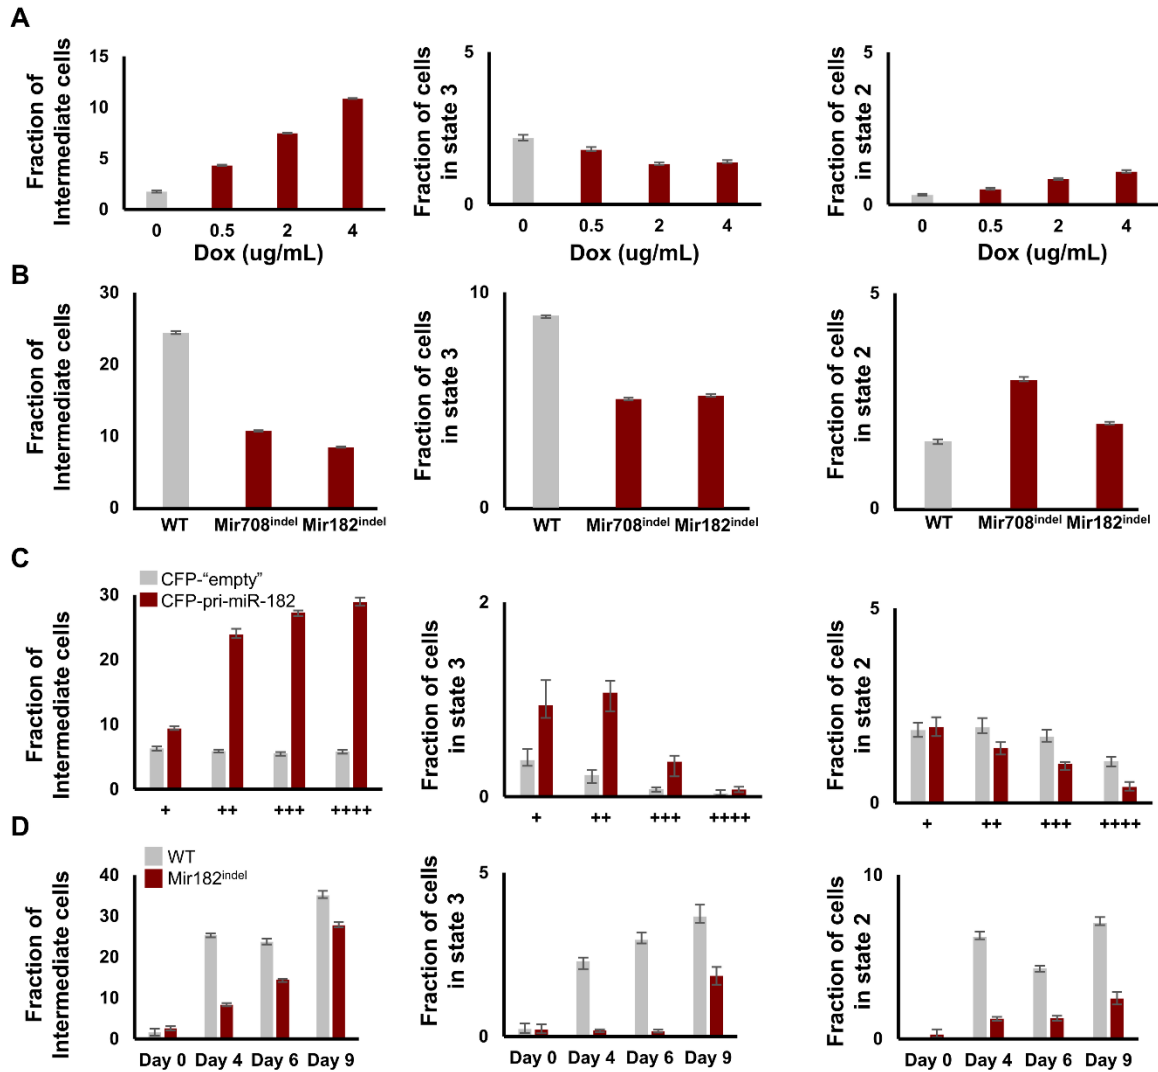 A
Fraction of
Intermediate cells
15
10
5
0
0 0.5 2 4
Dox (ug/mL)
Fraction of cells
in state 3
5
0
0 0.5 2 4
Dox (ug/mL)
Fraction of cells
in state 2
5
0
0 0.5 2 4
Dox (ug/mL)
B
Fraction of
Intermediate cells
30
20
10
0
WT Mir708indel Mir182indel
Fraction of cells
in state 3
10
0
WT Mir708indel Mir182indel
Fraction of cells
in state 2
5
0
WT Mir708indel Mir182indel
C
CFP-“empty”
CFP-pri-miR-182
Fraction of
Intermediate cells
30
20
10
0
+ ++ +++ ++++
Fraction of cells
in state 3
2
0
+ ++ +++ ++++
Fraction of cells
in state 2
5
0
+ ++ +++ ++++
D
WT
Mir182indel
Fraction of
Intermediate cells
40
30
20
10
0
Day 0 Day 4 Day 6 Day 9
Fraction of cells
in state 3
5
0
Day 0 Day 4 Day 6 Day 9
Fraction of cells
in state 2
10
0
Day 0 Day 4 Day 6 Day 9